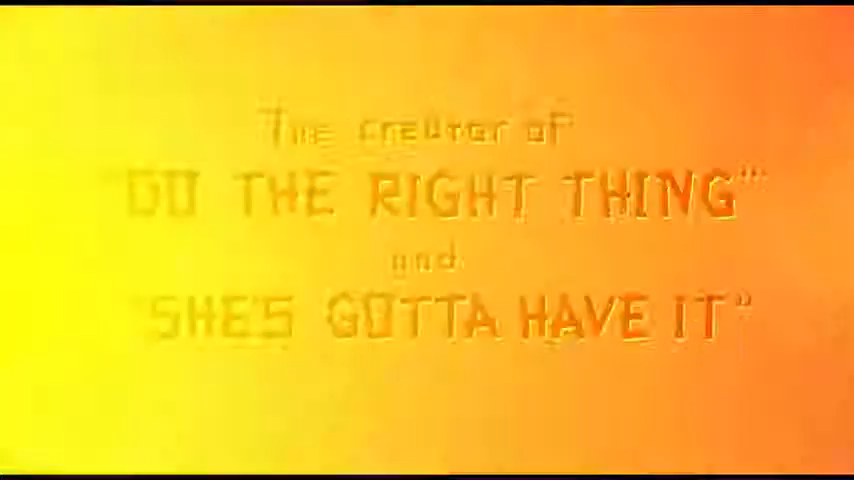 The creator of
"DO THE RIGHT THING"
and
"SHE'S GOTTA HAVE IT"